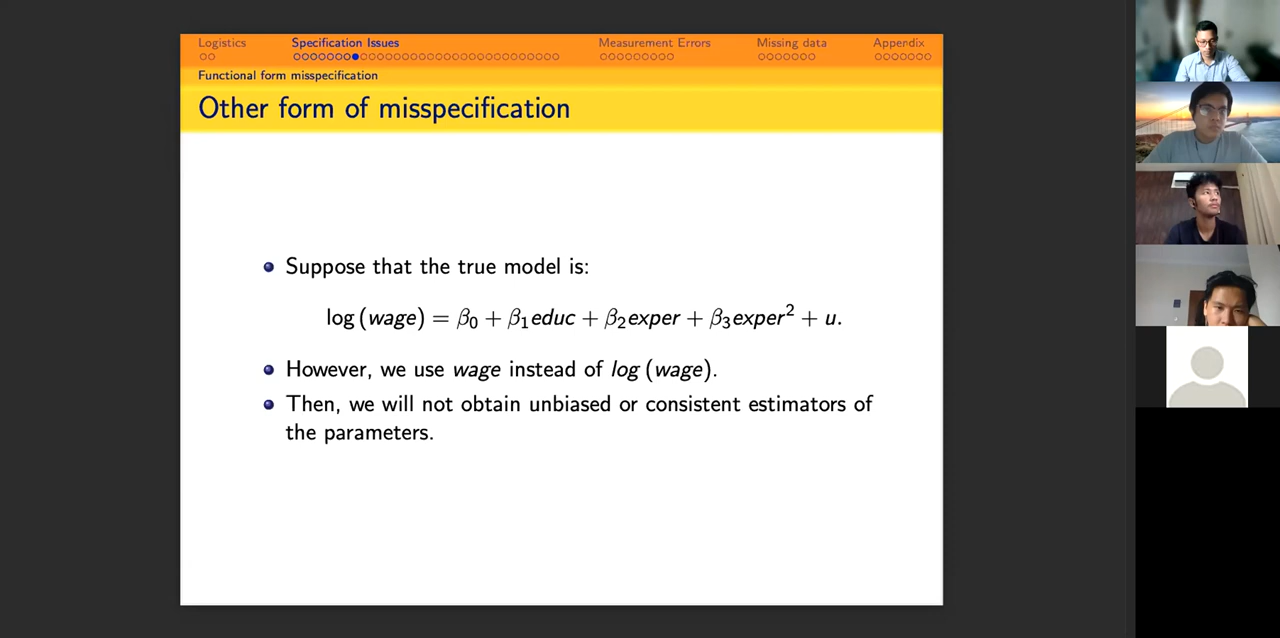 Logistics Specification Issues Measurement Errors Missing data Appendix
Functional form misspecification
Other form of misspecification
Suppose that the true model is:
log (wage) = β₀ + β₁educ + β₂exper + β₃exper² + u.
However, we use wage instead of log (wage).
Then, we will not obtain unbiased or consistent estimators of
the parameters.